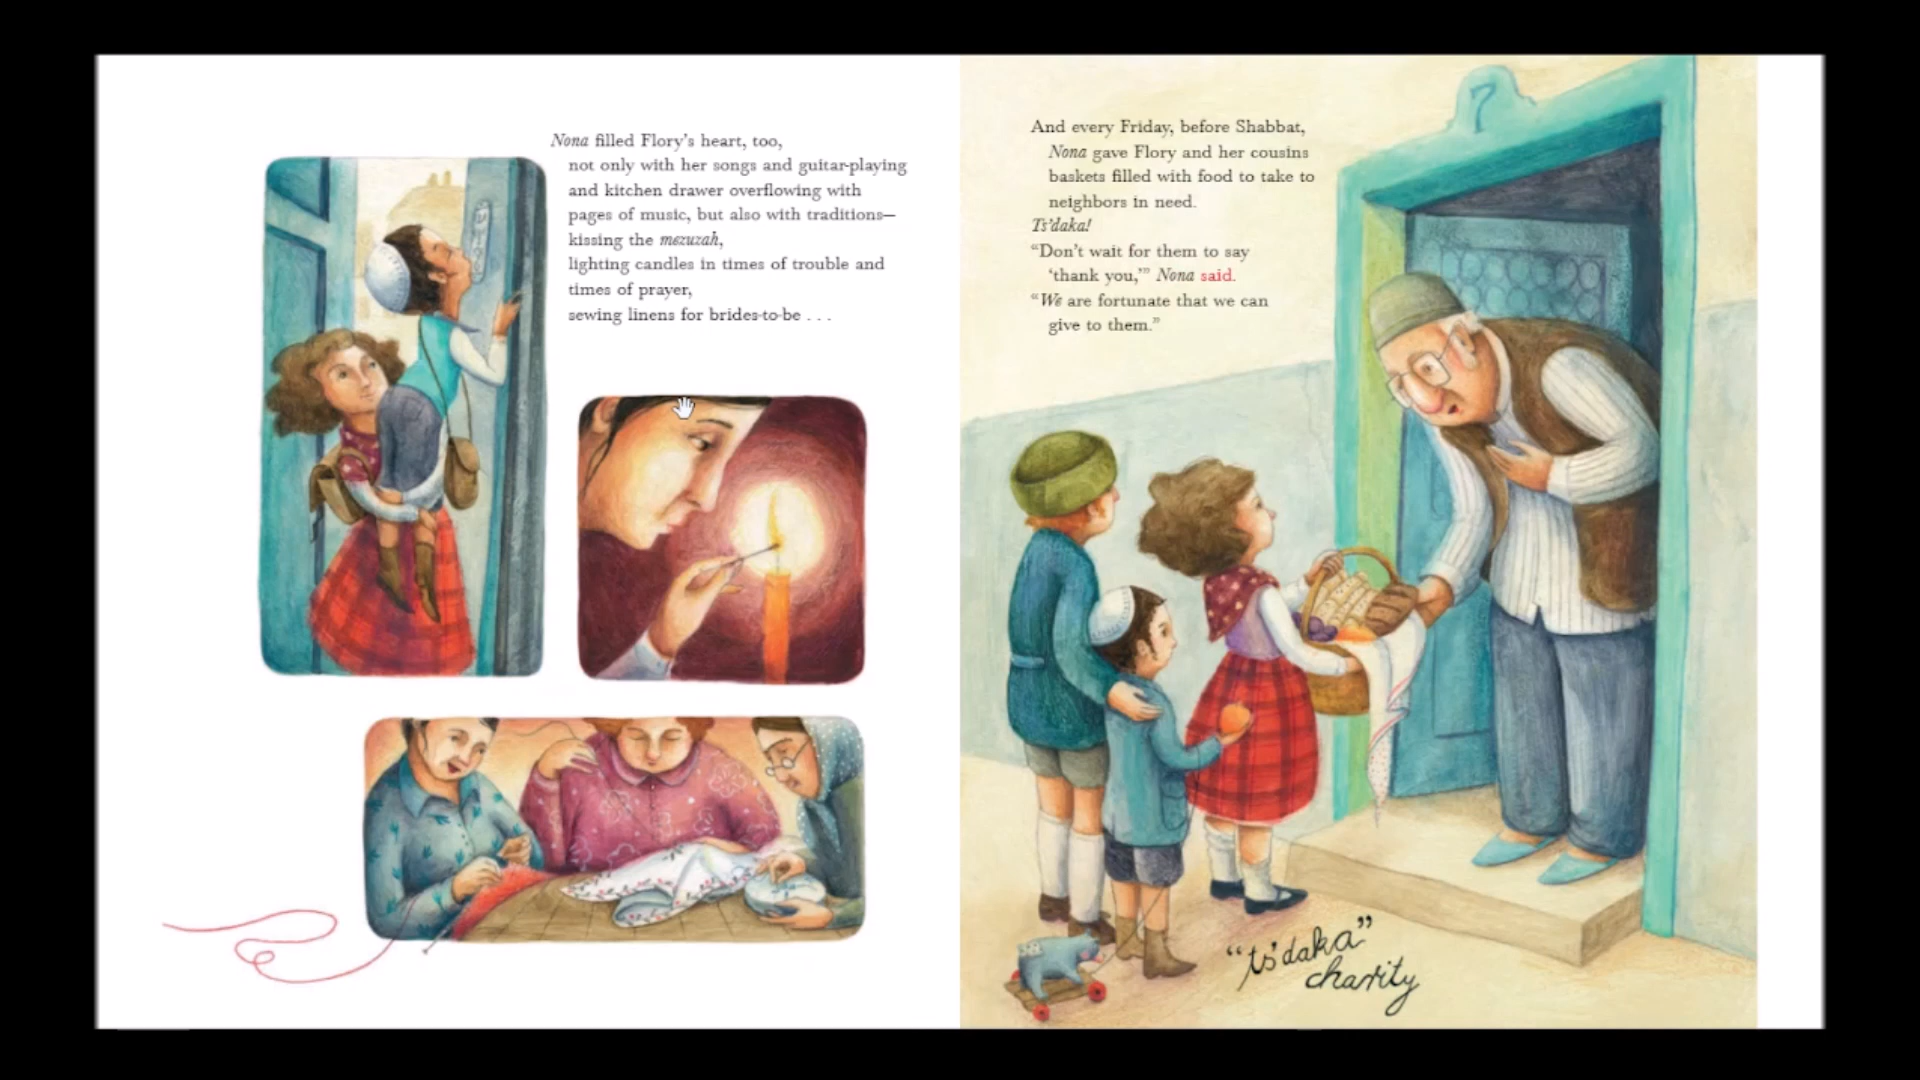 Nona filled Flory's heart, too,
not only with her songs and guitar-playing
and kitchen drawer overflowing with
pages of music, but also with traditions—
kissing the mezuzah,
lighting candles in times of trouble and
times of prayer,
sewing linens for brides-to-be . . .
And every Friday, before Shabbat,
Nona gave Flory and her cousins
baskets filled with food to take to
neighbors in need.
Ts'daka!
“Don't wait for them to say
‘thank you,’” Nona said.
“We are fortunate that we can
give to them.”
7
“ts'daka”
charity